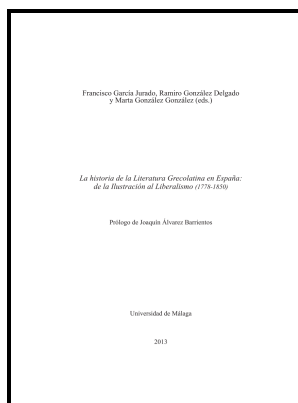 Francisco García Jurado, Ramiro González Delgado
y Marta González González (eds.)
La historia de la Literatura Grecolatina en España:
de la Ilustración al Liberalismo (1778-1850)
Prólogo de Joaquín Álvarez Barrientos
Universidad de Málaga
2013